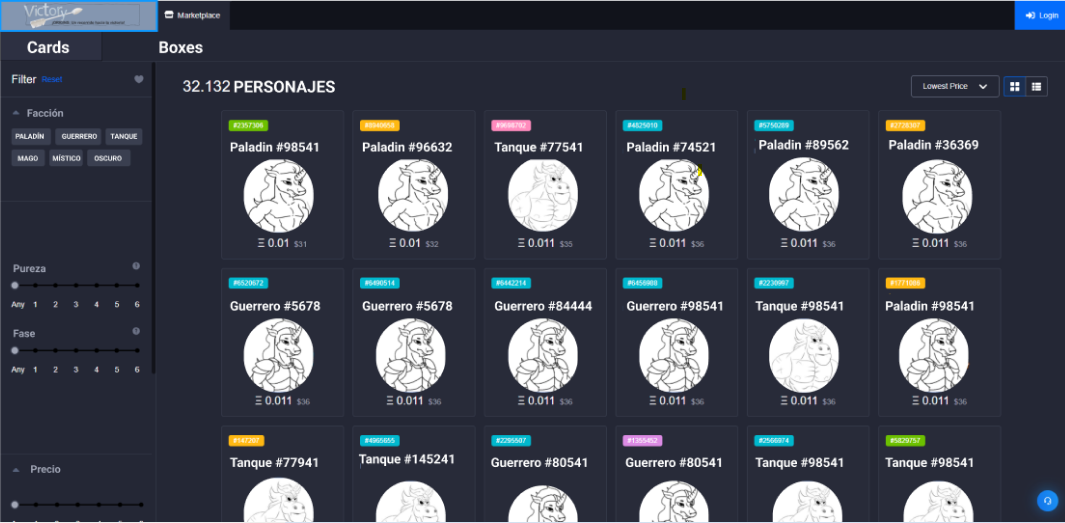 Victory
Marketplace
Login
Cards
Boxes
Filter Reset
32.132 PERSONAJES
Lowest Price
Facción
PALADÍN GUERRERO TANQUE
MAGO MÍSTICO OSCURO
Pureza
Any 1 2 3 4 5 6
Fase
Any 1 2 3 4 5 6
Precio
#2357306
Paladin #98541
Ξ 0.01 $31
Paladin #96632
Ξ 0.01 $32
Tanque #77541
Ξ 0.011 $35
#4825010
Paladin #74521
Ξ 0.011 $36
#5750289
Paladin #89562
Ξ 0.011 $36
#2728307
Paladin #36369
Ξ 0.011 $36
#6520672
Guerrero #5678
Ξ 0.011 $36
#6490514
Guerrero #5678
Ξ 0.011 $36
#6442214
Guerrero #84444
Ξ 0.011 $36
#6456908
Guerrero #98541
Ξ 0.011 $36
#2230997
Tanque #98541
Ξ 0.011 $36
#1771000
Paladin #98541
Ξ 0.011 $36
#147207
Tanque #77941
#4965655
Tanque #145241
#2295507
Guerrero #80541
#1355452
Guerrero #80541
#2566974
Tanque #98541
#5829757
Tanque #98541